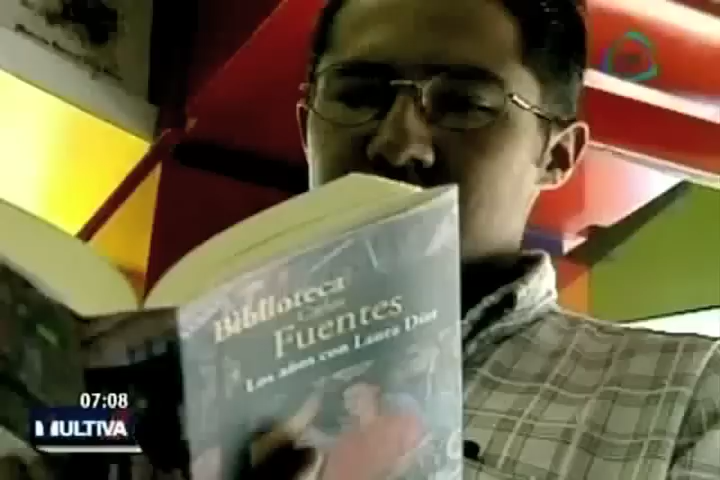 Biblioteca
Carlos
Fuentes
Los años con Laura Díaz
07:08
MULTIVA